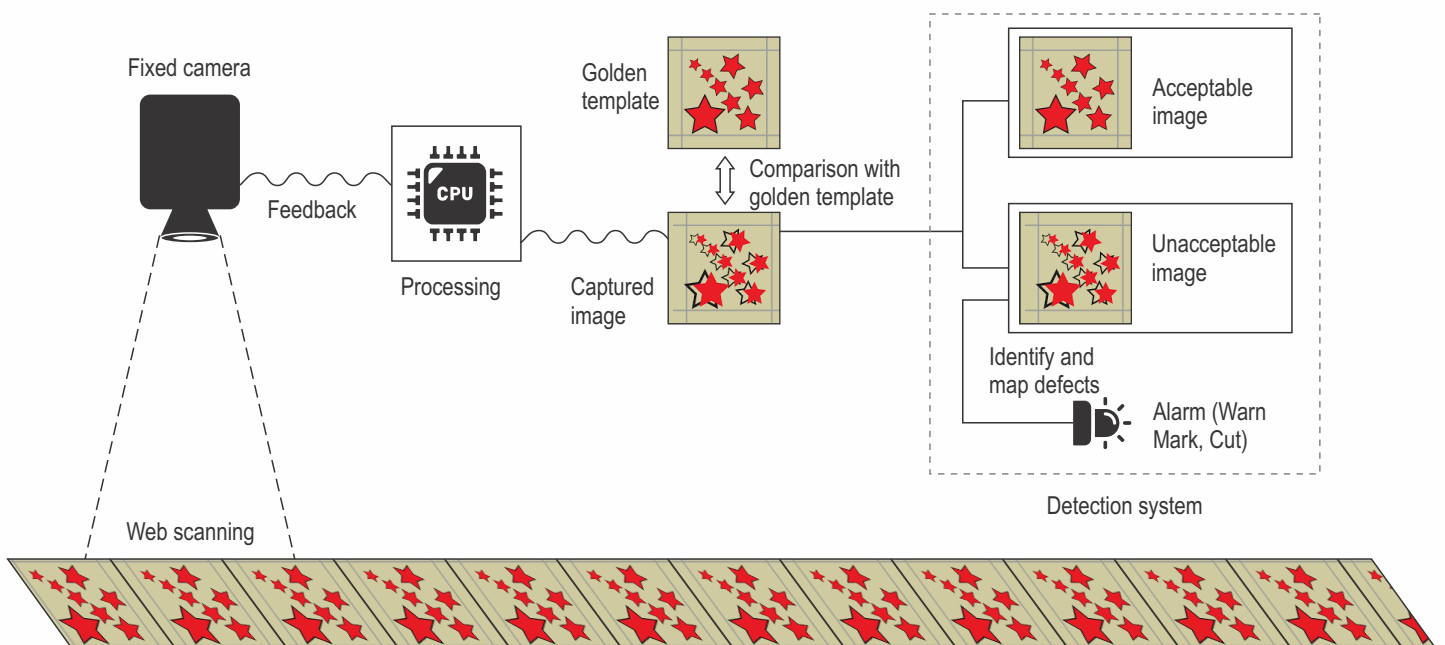 Fixed camera
Feedback
CPU
Processing
Golden
template
Comparison with
golden template
Captured
image
Acceptable
image
Unacceptable
image
Identify and
map defects
Alarm (Warn
Mark, Cut)
Detection system
Web scanning